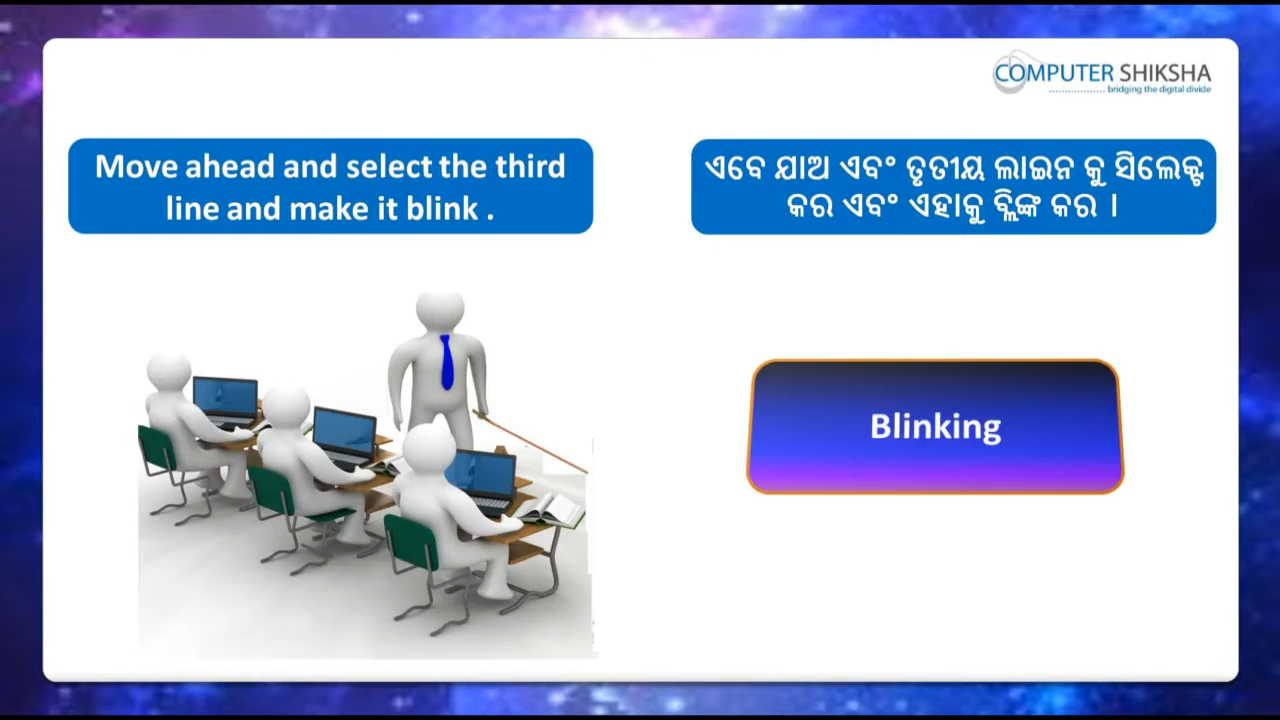 COMPUTER SHIKSHA
bridging the digital divide
Move ahead and select the third
line and make it blink .
ଏବେ ଯାଅ ଏବଂ ତୃତୀୟ ଲାଇନ କୁ ସିଲେକ୍ଟ
କର ଏବଂ ଏହାକୁ ବ୍ଲିଙ୍କ କର ।
Blinking